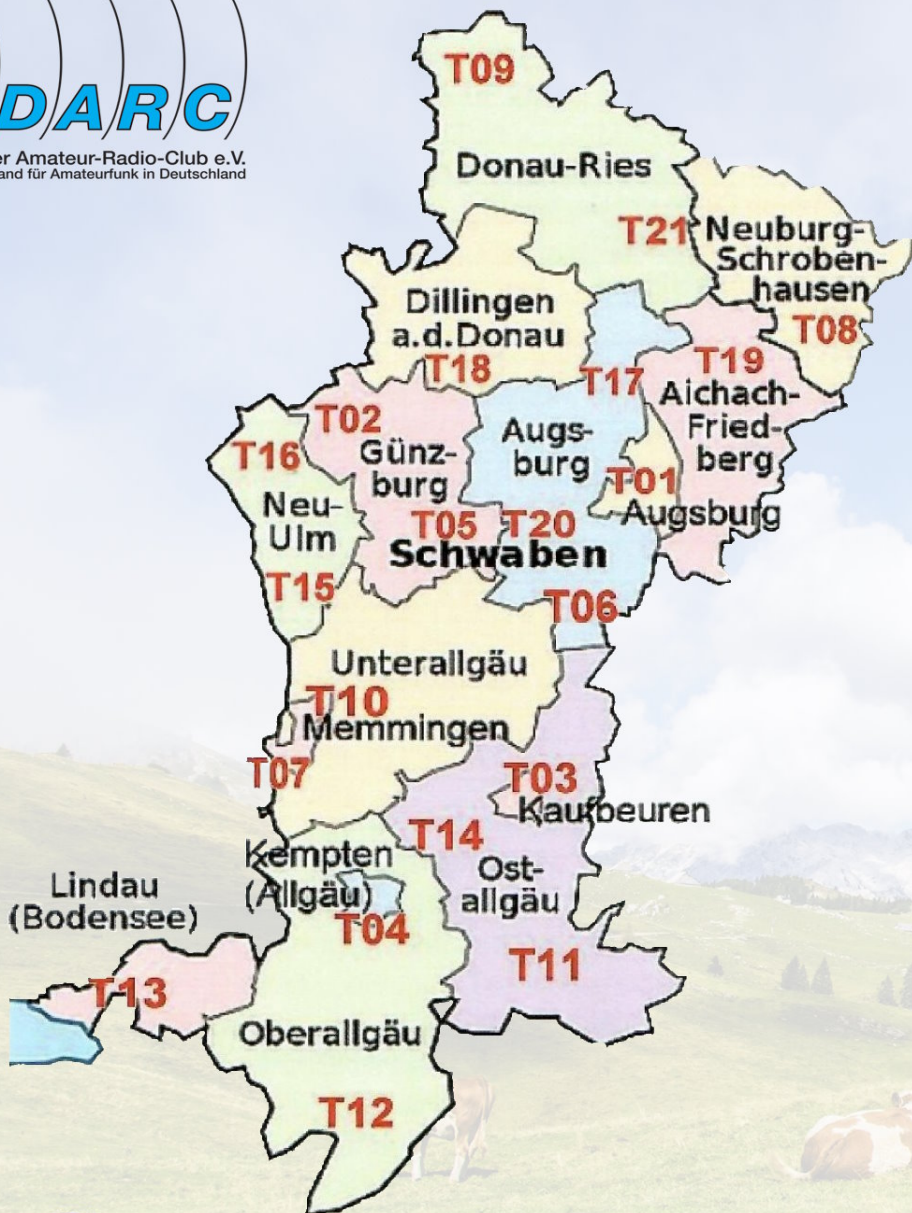 DARC
er Amateur-Radio-Club e.V.
and für Amateurfunk in Deutschland
T09
Donau-Ries
T21
Neuburg-
Schroben-
hausen
T08
Dillingen
a.d.Donau
T18
T17
T19
Aichach-
Fried-
berg
T02
Günz-
burg
T05
Augs-
burg
T20
T01
Augsburg
T16
Neu-
Ulm
T15
Schwaben
T06
Unterallgäu
T10
Memmingen
T07
T03
Kaufbeuren
T14
Ost-
allgäu
T11
Kempten
(Allgäu)
T04
Lindau
(Bodensee)
T13
Oberallgäu
T12